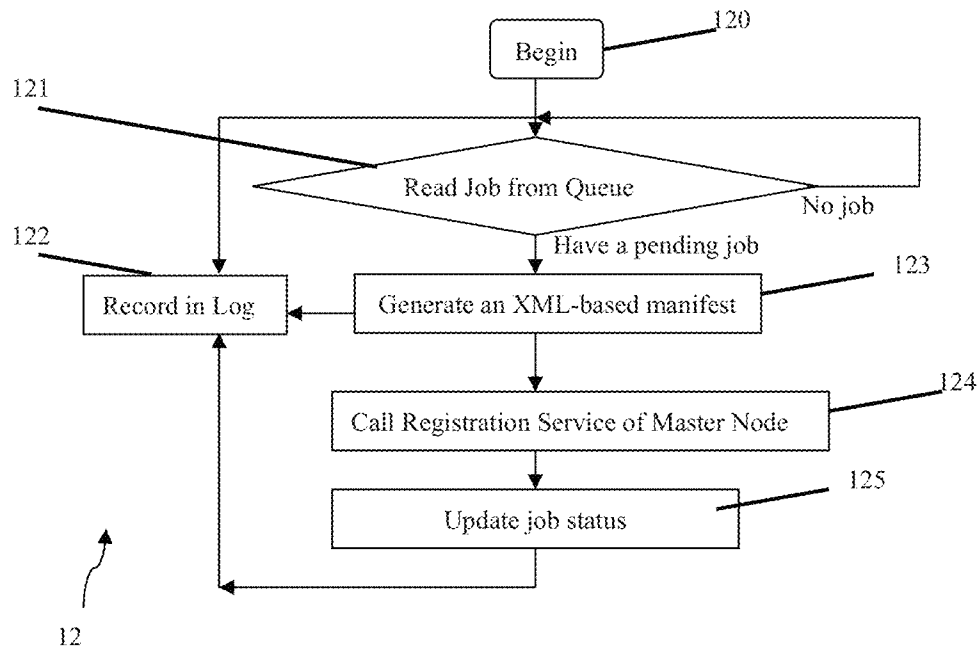 120
Begin
121
Read Job from Queue
No job
122
Have a pending job
123
Record in Log
Generate an XML-based manifest
124
Call Registration Service of Master Node
125
Update job status
12